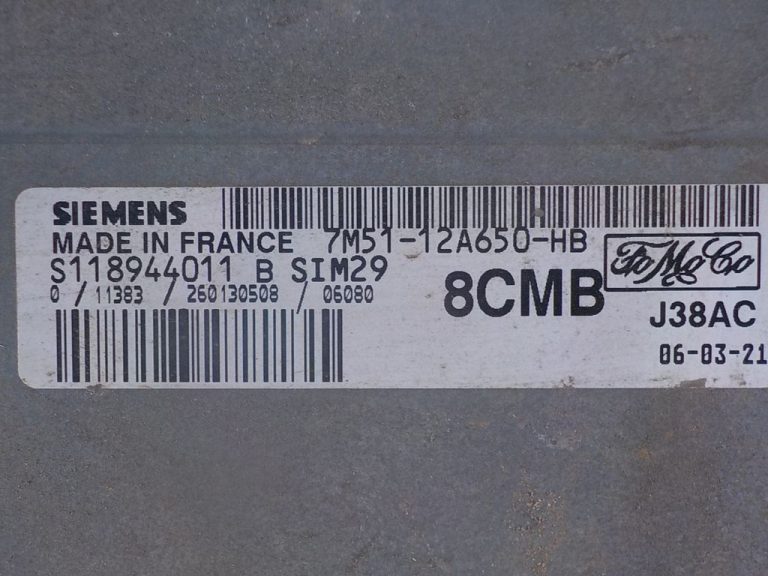 SIEMENS
MADE IN FRANCE 7M51-12A650-HB
S118944011 B SIM29
0 / 11383 / 260130508 / 06080
8CMB
FoMoCo
J38AC
06-03-21